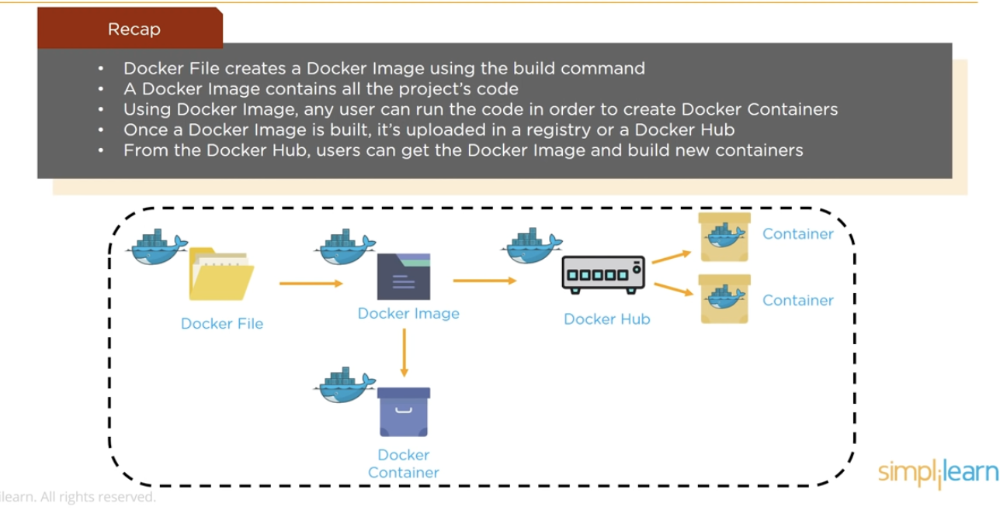 Recap
• Docker File creates a Docker Image using the build command
• A Docker Image contains all the project's code
• Using Docker Image, any user can run the code in order to create Docker Containers
• Once a Docker Image is built, it's uploaded in a registry or a Docker Hub
• From the Docker Hub, users can get the Docker Image and build new containers
Container
Container
Docker File
Docker Image
Docker Hub
Docker
Container
simplilearn
ilearn. All rights reserved.